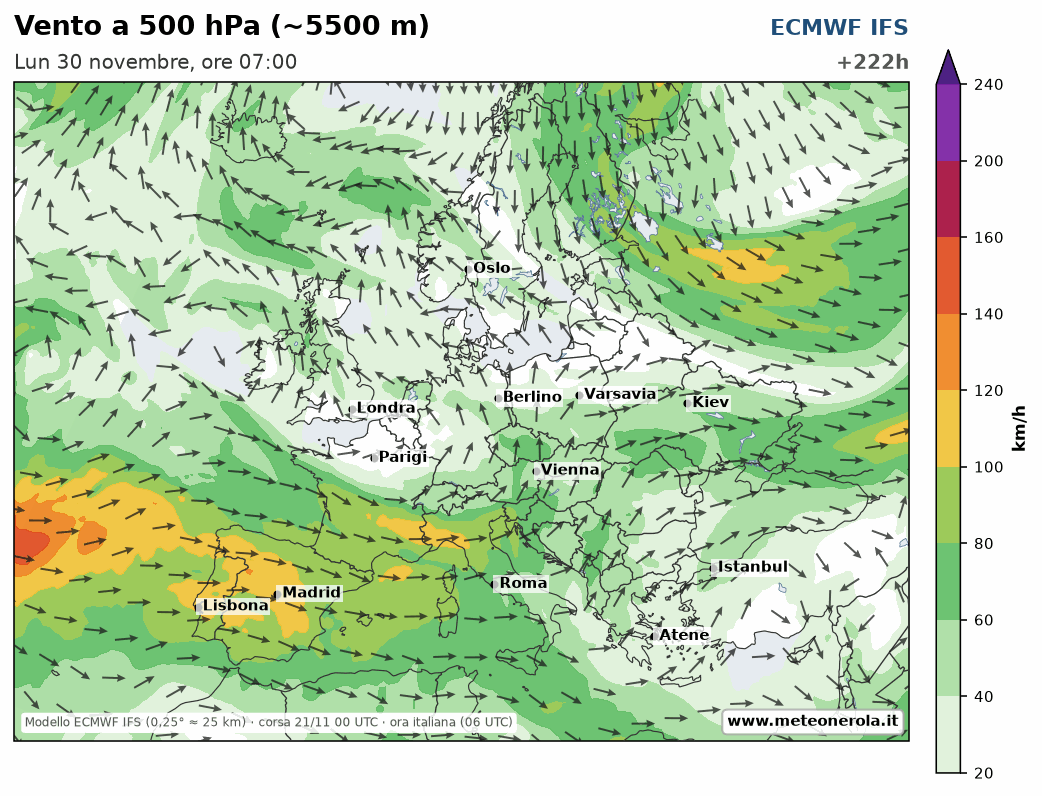 Vento a 500 hPa (~5500 m)
ECMWF IFS
Lun 30 novembre, ore 07:00
+222h
240
200
160
140
120
100
80
60
40
20
km/h
Oslo
Berlino
Varsavia
Kiev
Londra
Parigi
Vienna
Istanbul
Roma
Madrid
Lisbona
Atene
Modello ECMWF IFS (0,25° ≈ 25 km) · corsa 21/11 00 UTC · ora italiana (06 UTC)
www.meteonerola.it